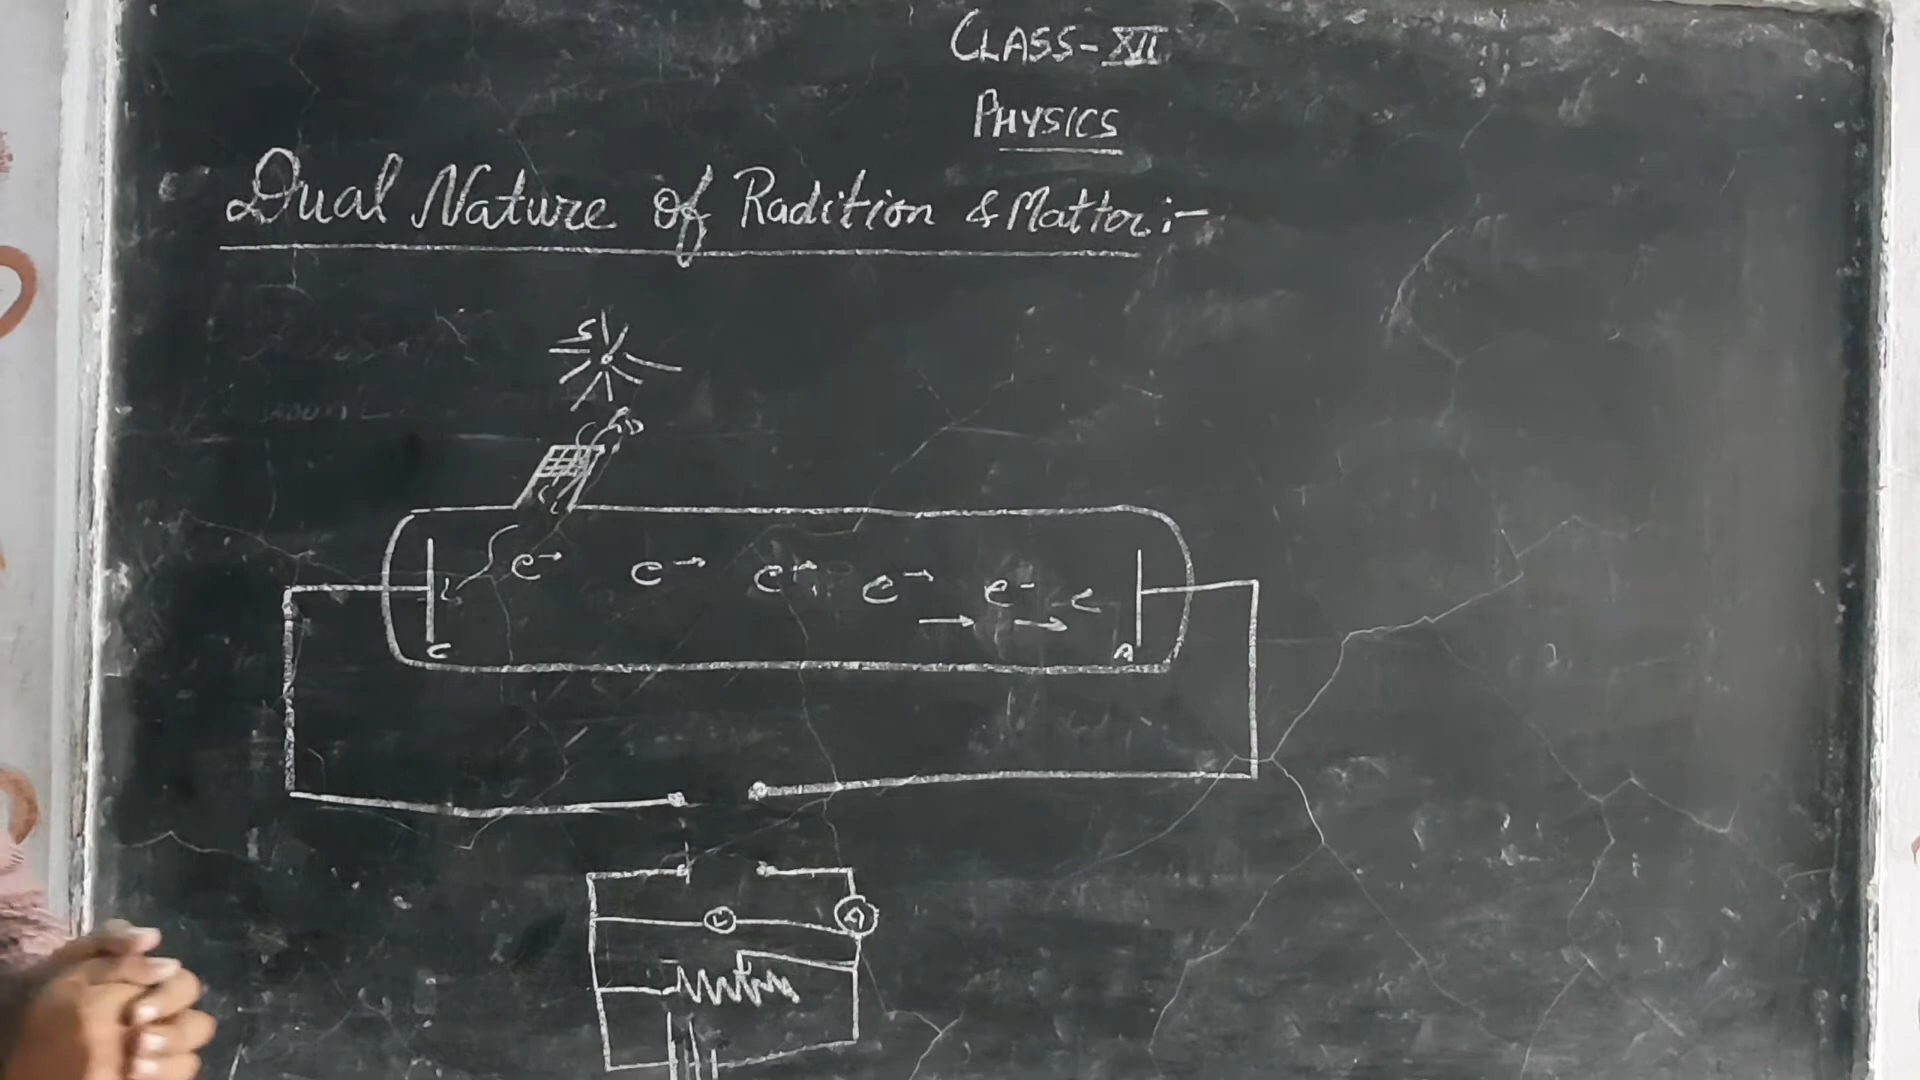 CLASS-XII
PHYSICS
Dual Nature of Radition & Mattor:-
S
e e e e e- e
C A
V A